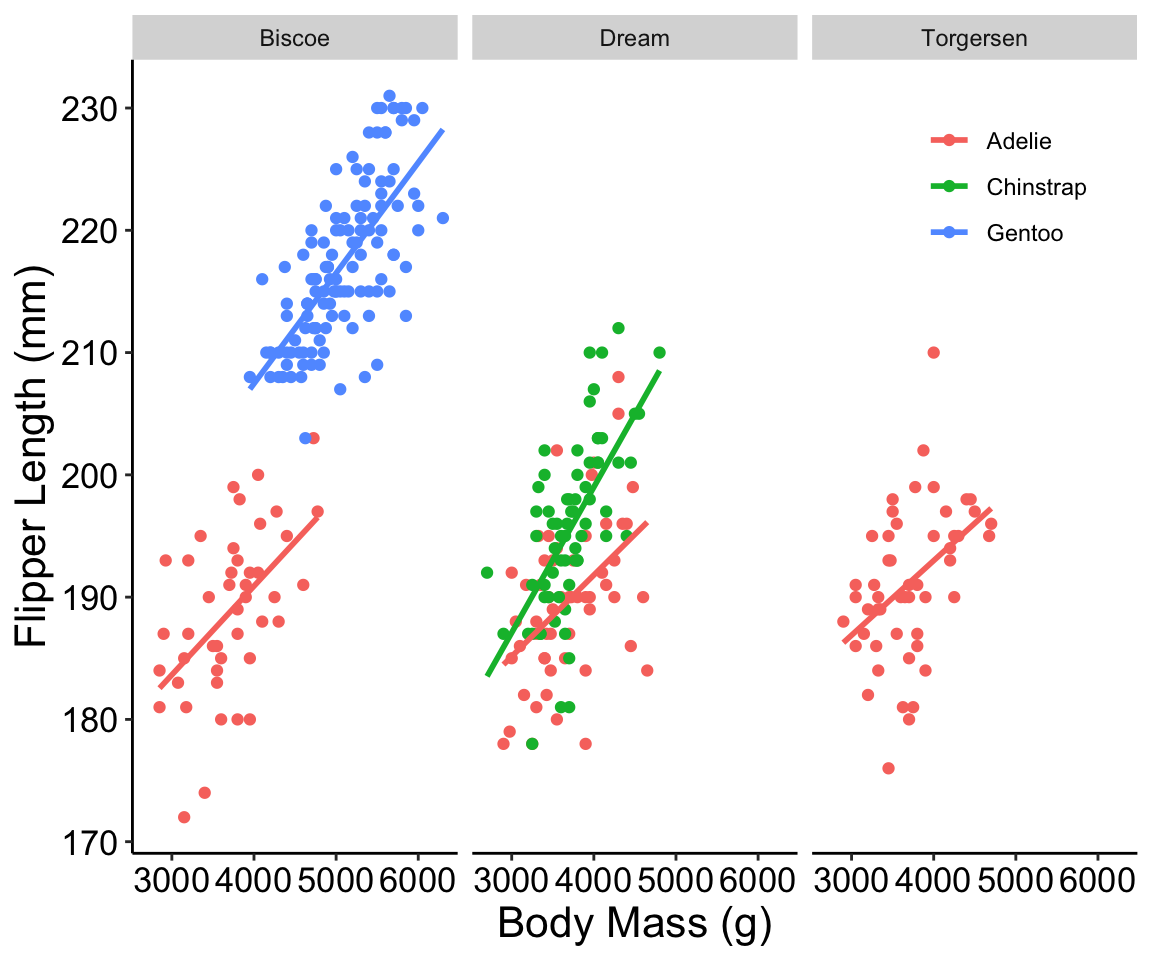 Biscoe Dream Torgersen
Adelie
Chinstrap
Gentoo
230
220
210
200
190
180
170
Flipper Length (mm)
3000 4000 5000 6000 3000 4000 5000 6000 3000 4000 5000 6000
Body Mass (g)